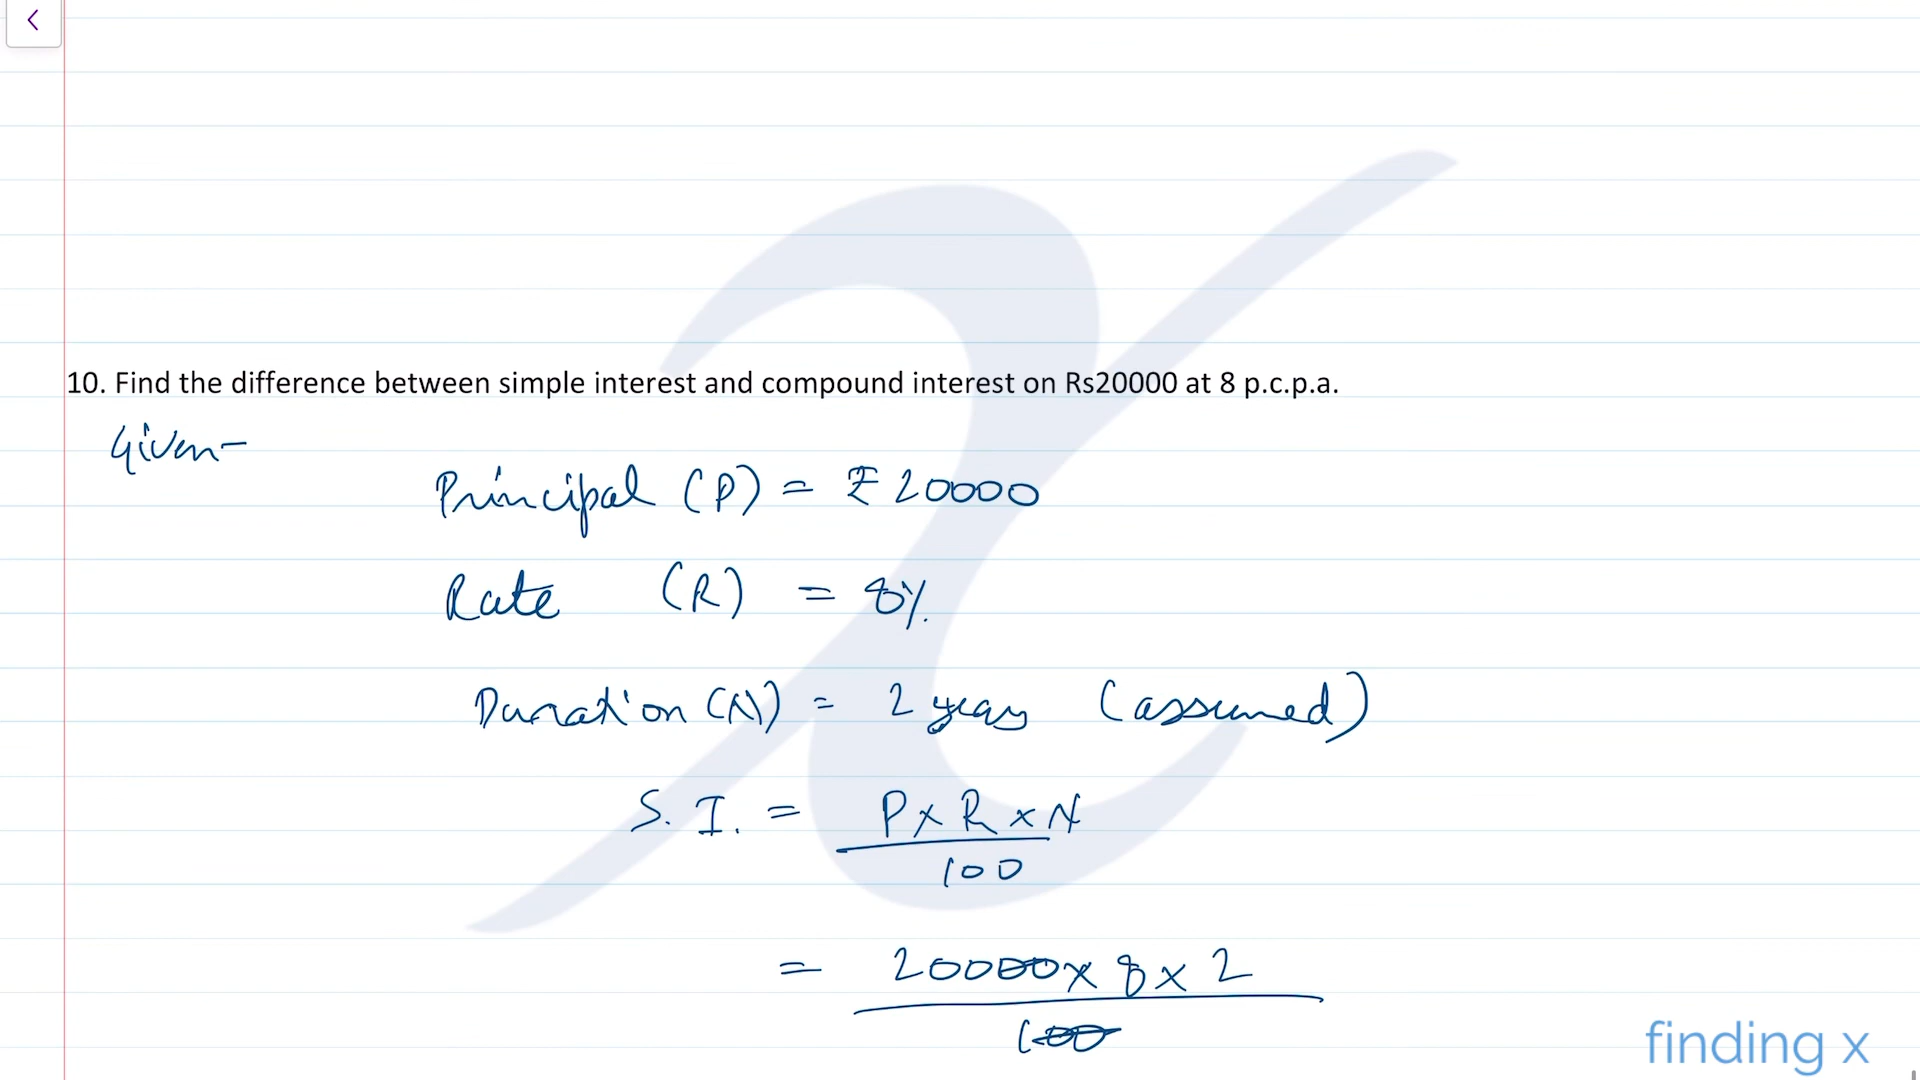 10. Find the difference between simple interest and compound interest on Rs20000 at 8 p.c.p.a.
Given-
Principal (P) = ₹ 20000
Rate (R) = 8%
Duration (N) = 2 years (assumed)
S. I. = P x R x N
100
= 20000 x 8 x 2
100
finding x